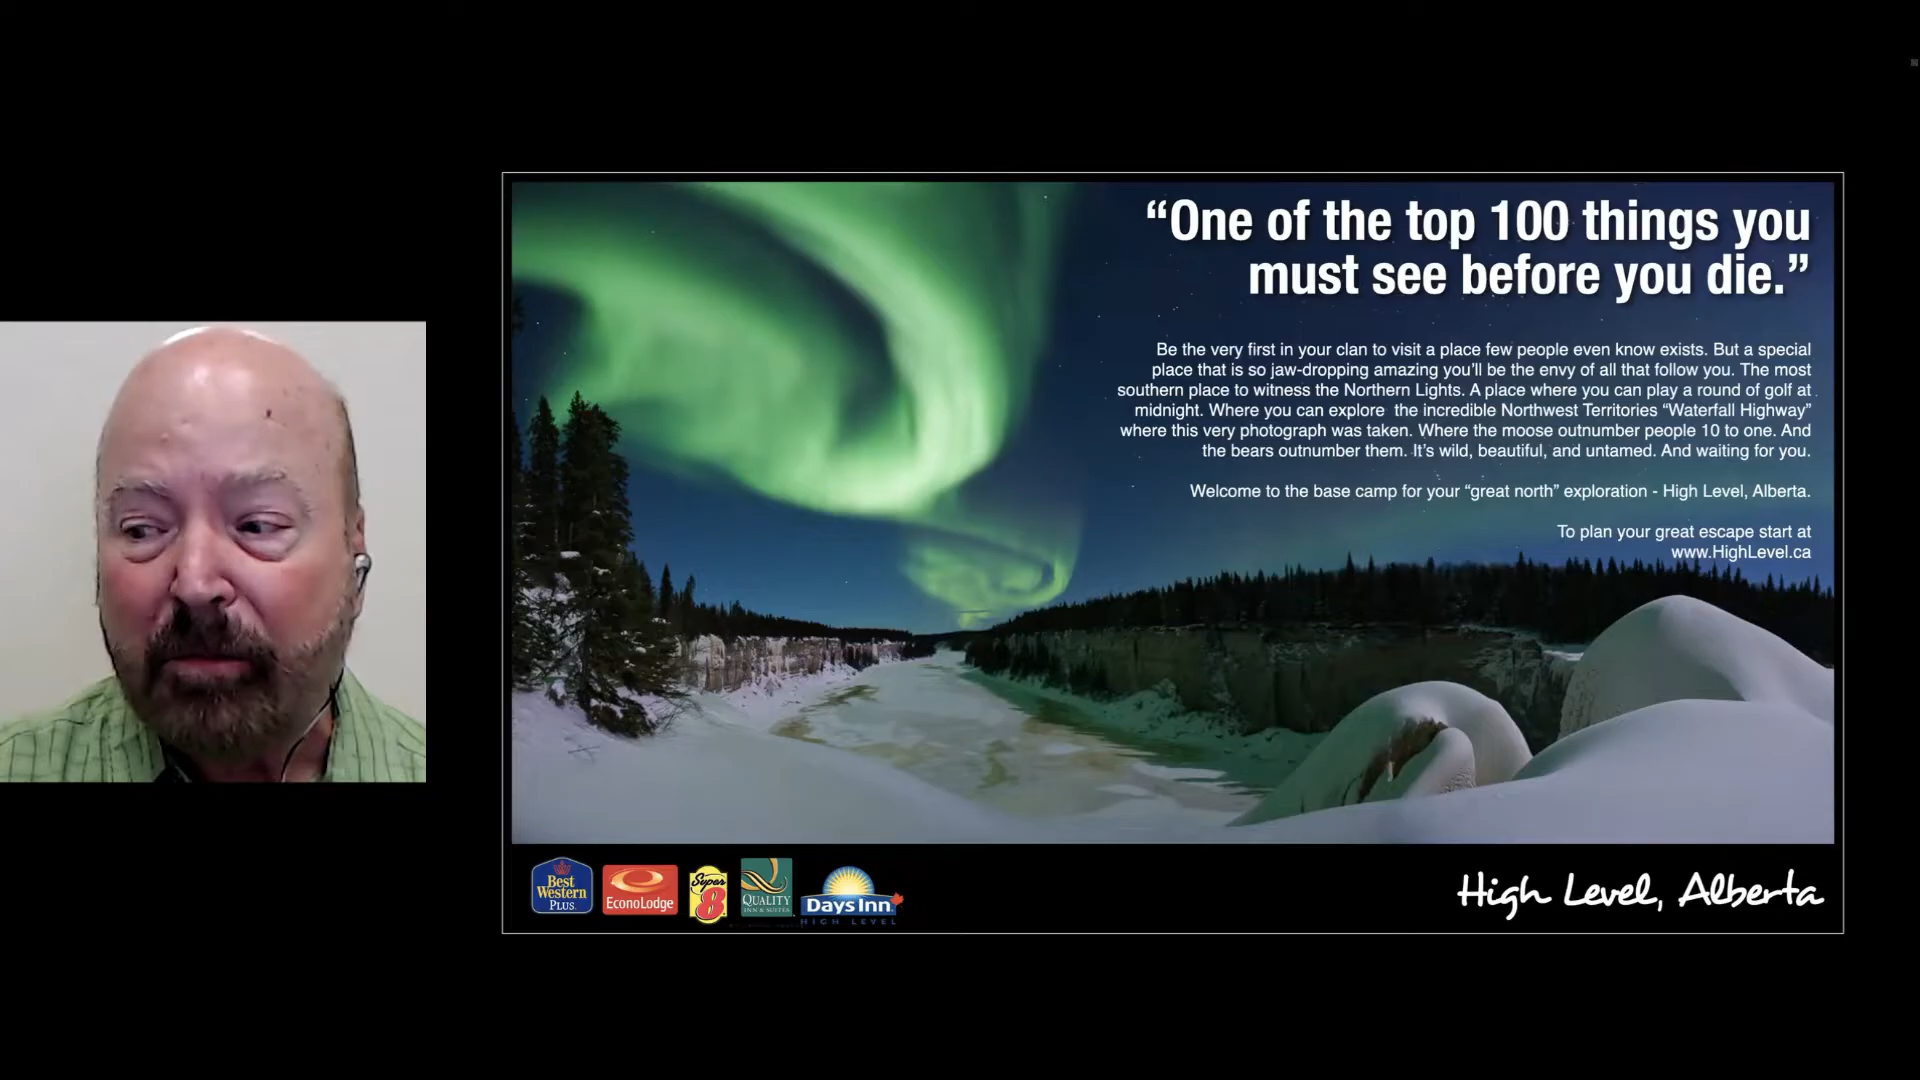 “One of the top 100 things you
must see before you die.”
Be the very first in your clan to visit a place few people even know exists. But a special
place that is so jaw-dropping amazing you’ll be the envy of all that follow you. The most
southern place to witness the Northern Lights. A place where you can play a round of golf at
midnight. Where you can explore the incredible Northwest Territories “Waterfall Highway”
where this very photograph was taken. Where the moose outnumber people 10 to one. And
the bears outnumber them. It’s wild, beautiful, and untamed. And waiting for you.
Welcome to the base camp for your “great north” exploration - High Level, Alberta.
To plan your great escape start at
www.HighLevel.ca
Best
Western
PLUS
EconoLodge
Super
8
QUALITY
INN & SUITES
Days Inn
HIGH LEVEL
High Level, Alberta